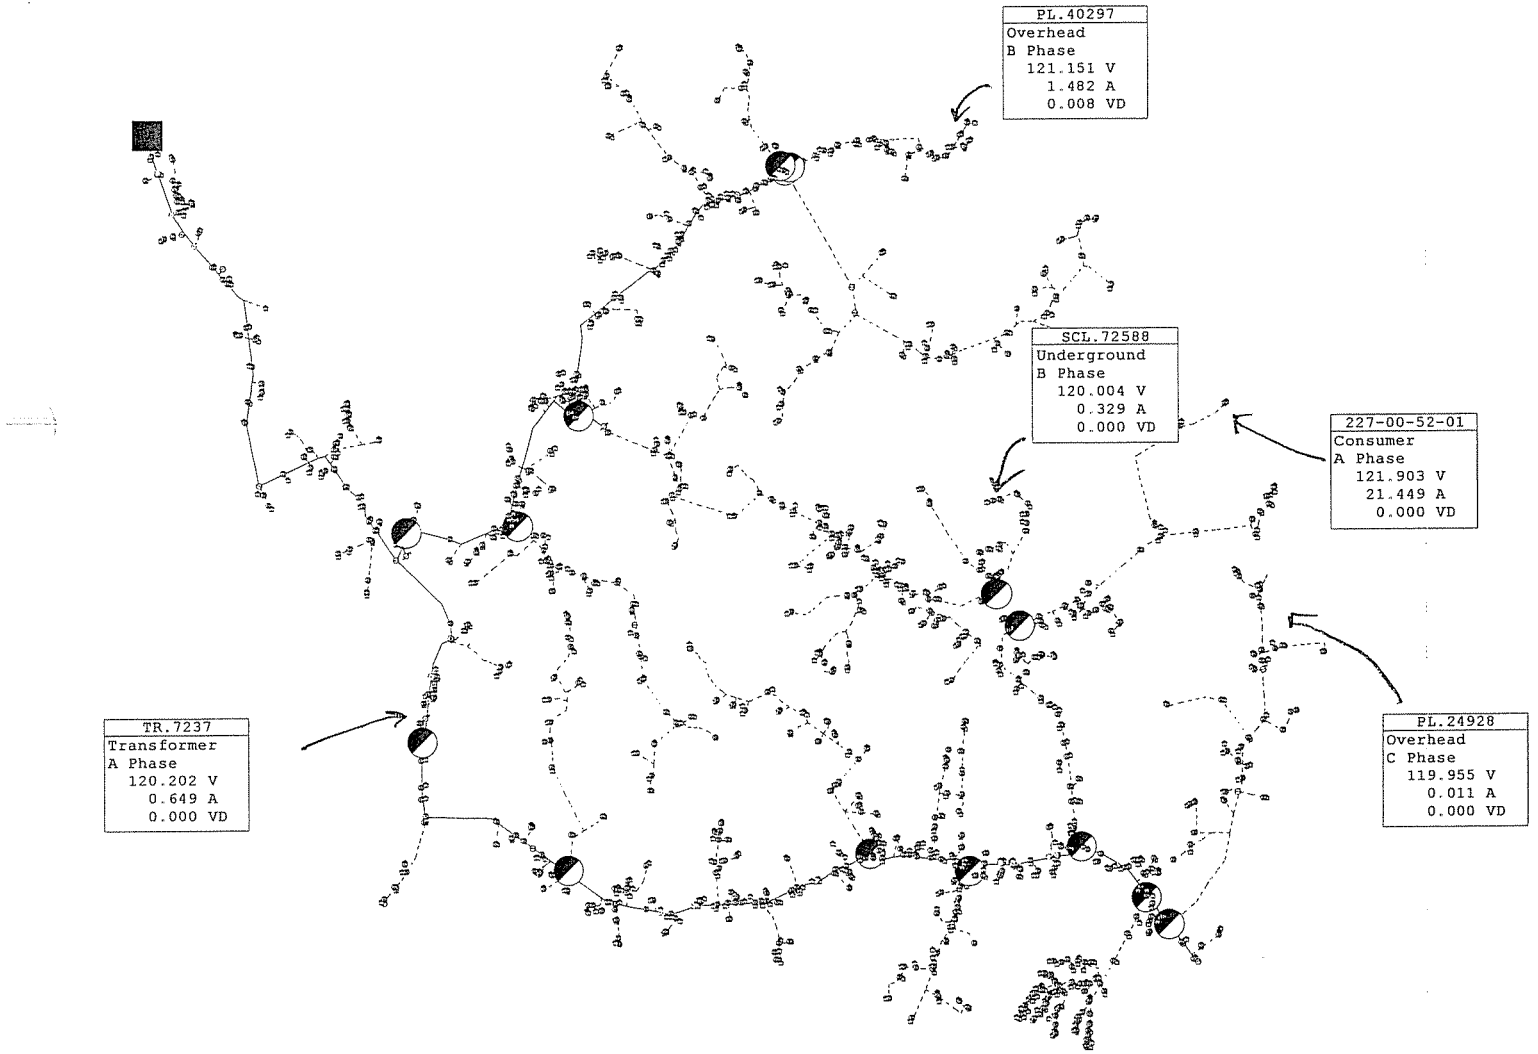 PL.40297
Overhead
B Phase
121.151 V
1.482 A
0.008 VD
SCL.72588
Underground
B Phase
120.004 V
0.329 A
0.000 VD
227-00-52-01
Consumer
A Phase
121.903 V
21.449 A
0.000 VD
TR.7237
Transformer
A Phase
120.202 V
0.649 A
0.000 VD
PL.24928
Overhead
C Phase
119.955 V
0.011 A
0.000 VD